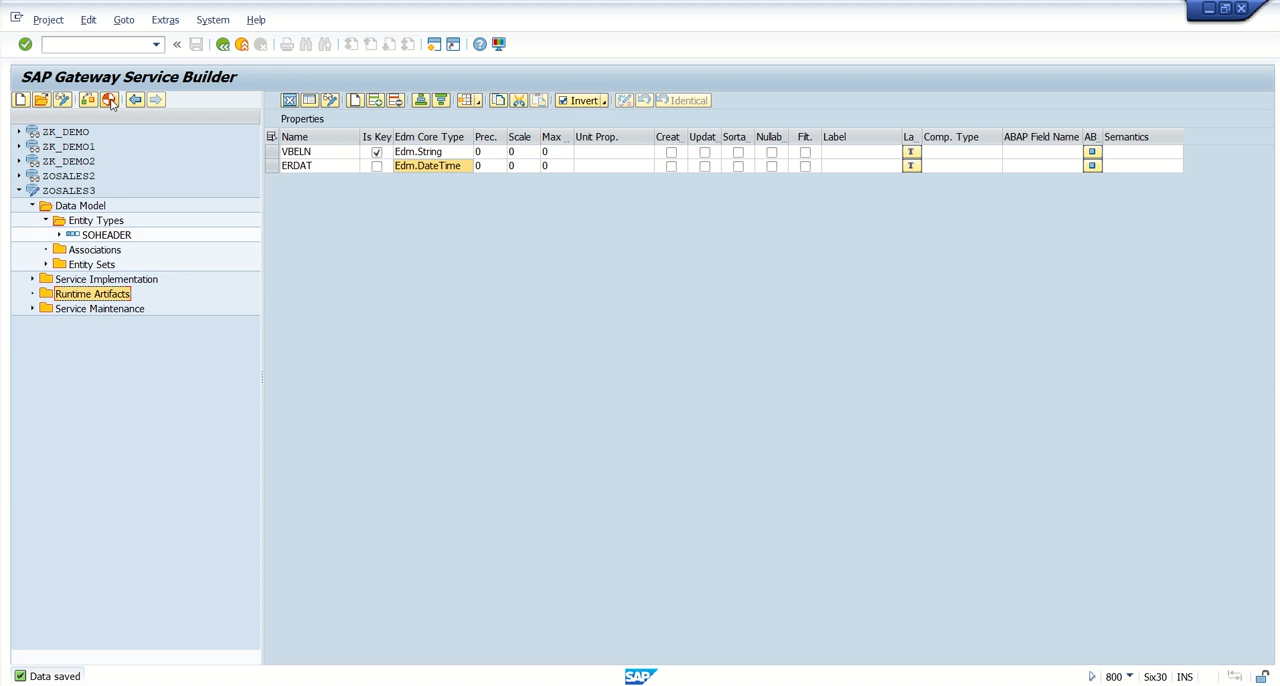 Project Edit Goto Extras System Help
SAP Gateway Service Builder
Invert Identical
Properties
Name Is Key Edm Core Type Prec. Scale Max Unit Prop. Creat Updat Sorta Nullab Filt. Label La Comp. Type ABAP Field Name AB Semantics
VBELN Edm.String 0 0 0 T
ERDAT Edm.DateTime 0 0 0 T
ZK_DEMO
ZK_DEMO1
ZK_DEMO2
ZOSALES2
ZOSALES3
Data Model
Entity Types
SOHEADER
Associations
Entity Sets
Service Implementation
Runtime Artifacts
Service Maintenance
Data saved SAP 800 Six30 INS